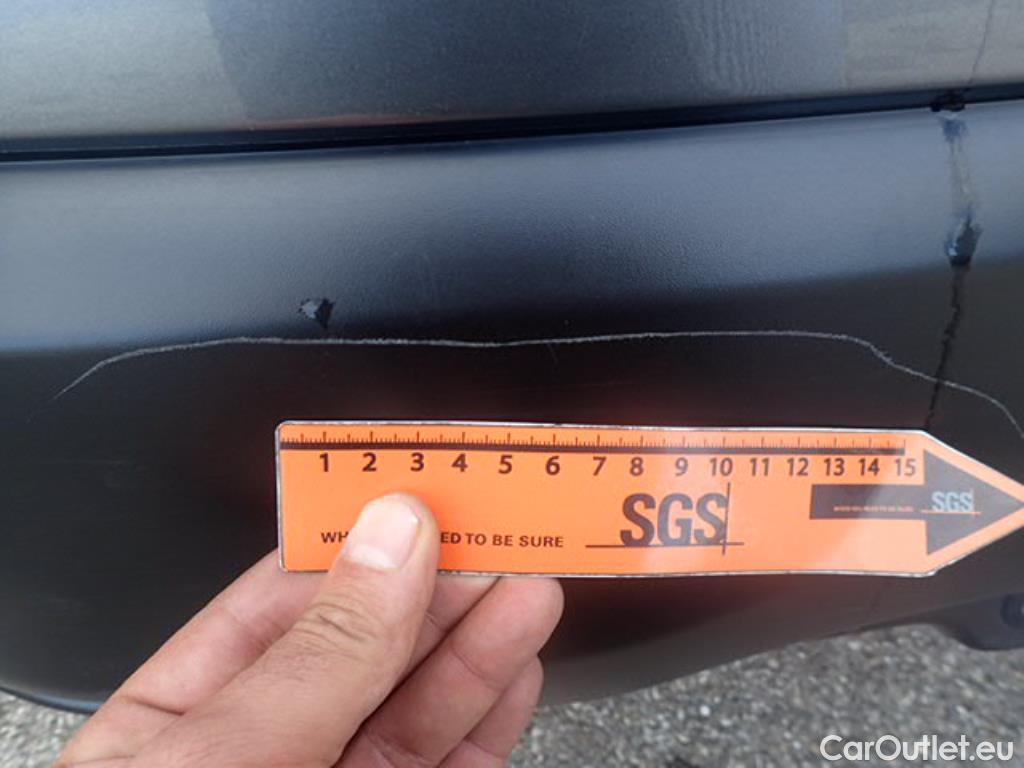 1 2 3 4 5 6 7 8 9 10 11 12 13 14 15
SGS
SGS
WH ED TO BE SURE
CarOutlet.eu